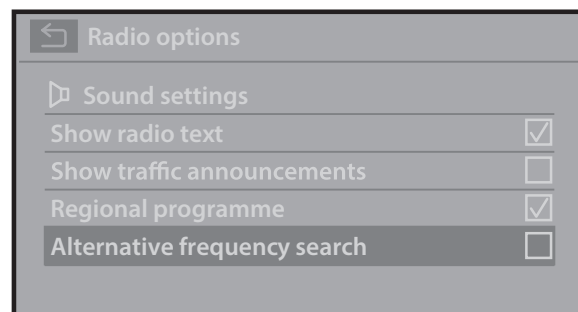 Radio options
Sound settings
Show radio text
Show traffic announcements
Regional programme
Alternative frequency search